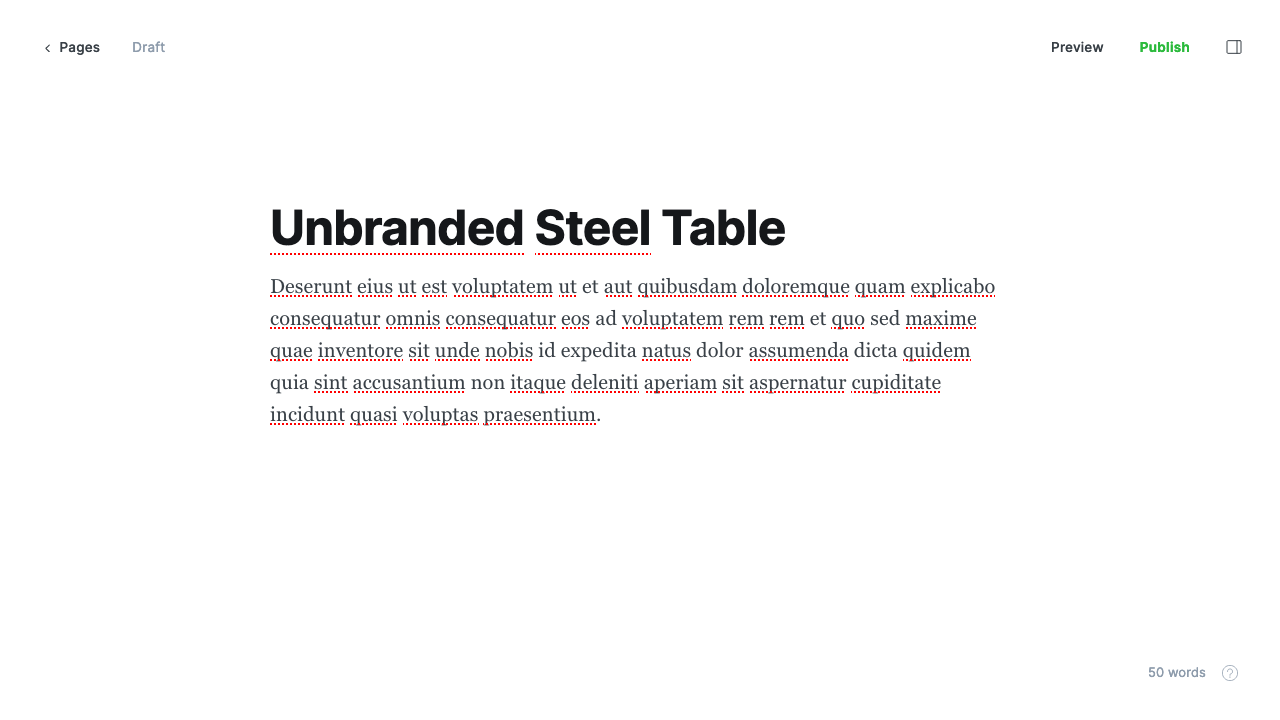 Pages
Draft
Preview
Publish
Unbranded Steel Table
Deserunt eius ut est voluptatem ut et aut quibusdam doloremque quam explicabo
consequatur omnis consequatur eos ad voluptatem rem rem et quo sed maxime
quae inventore sit unde nobis id expedita natus dolor assumenda dicta quidem
quia sint accusantium non itaque deleniti aperiam sit aspernatur cupiditate
incidunt quasi voluptas praesentium.
50 words